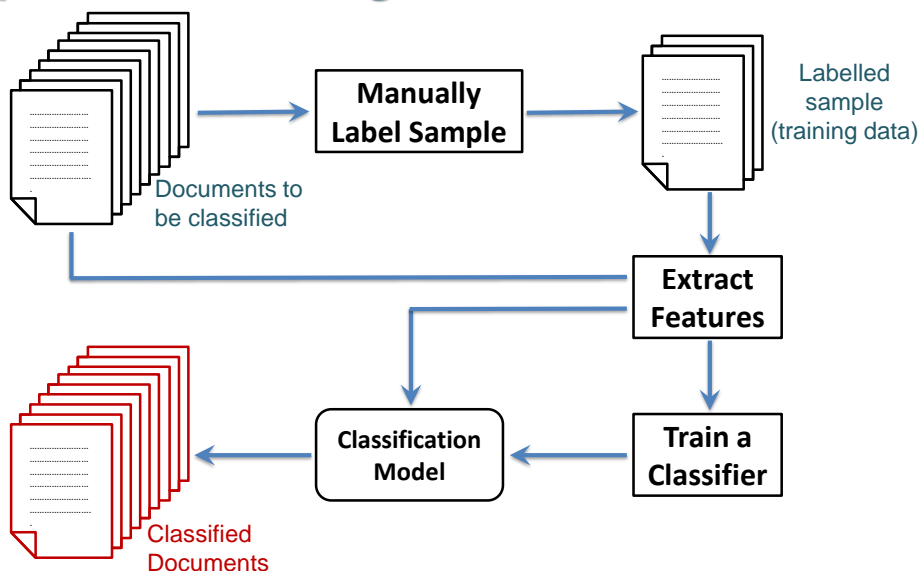 Manually
Label Sample
Labelled
sample
(training data)
Documents to
be classified
Extract
Features
Classification
Model
Train a
Classifier
Classified
Documents